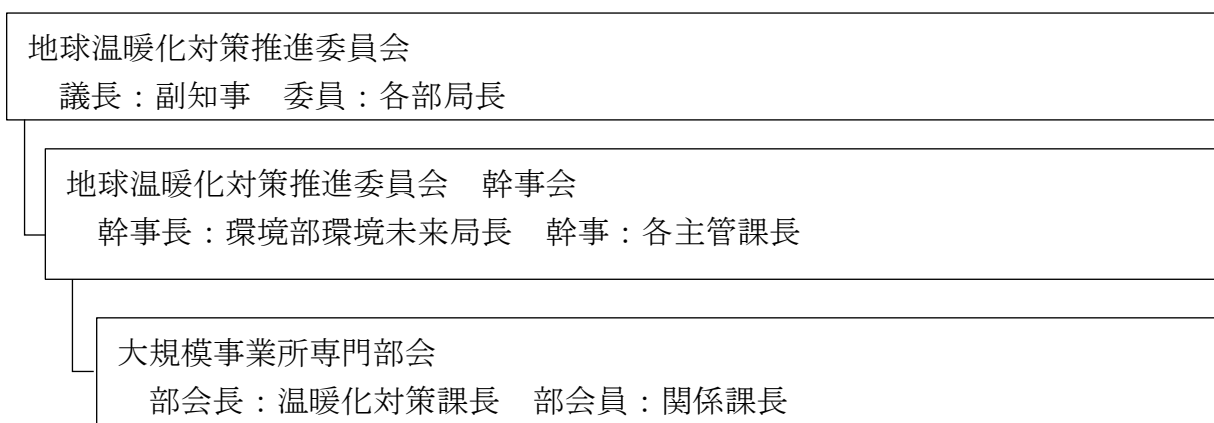 地球温暖化対策推進委員会
議長：副知事　委員：各部局長
地球温暖化対策推進委員会　幹事会
幹事長：環境部環境未来局長　幹事：各主管課長
大規模事業所専門部会
部会長：温暖化対策課長　部会員：関係課長